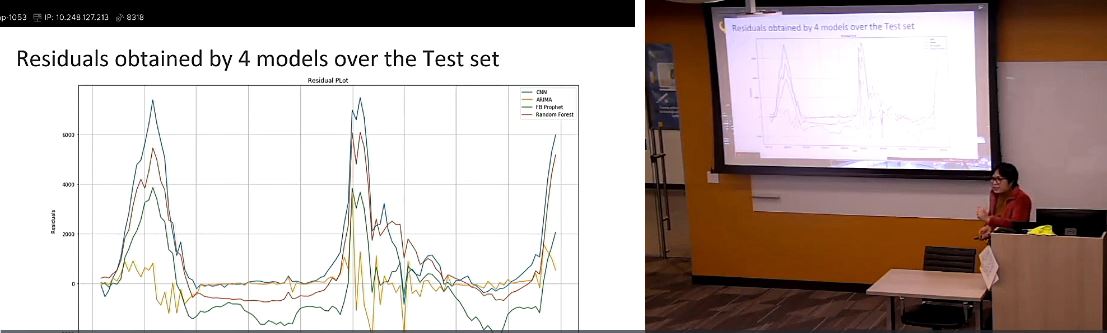 p-1053 IP: 10.248.127.213 8318
Residuals obtained by 4 models over the Test set
Residual PLot
CNN
ARIMA
FB Prophet
Random Forest
6000
4000
2000
0
Residuals
Residuals obtained by 4 models over the Test set